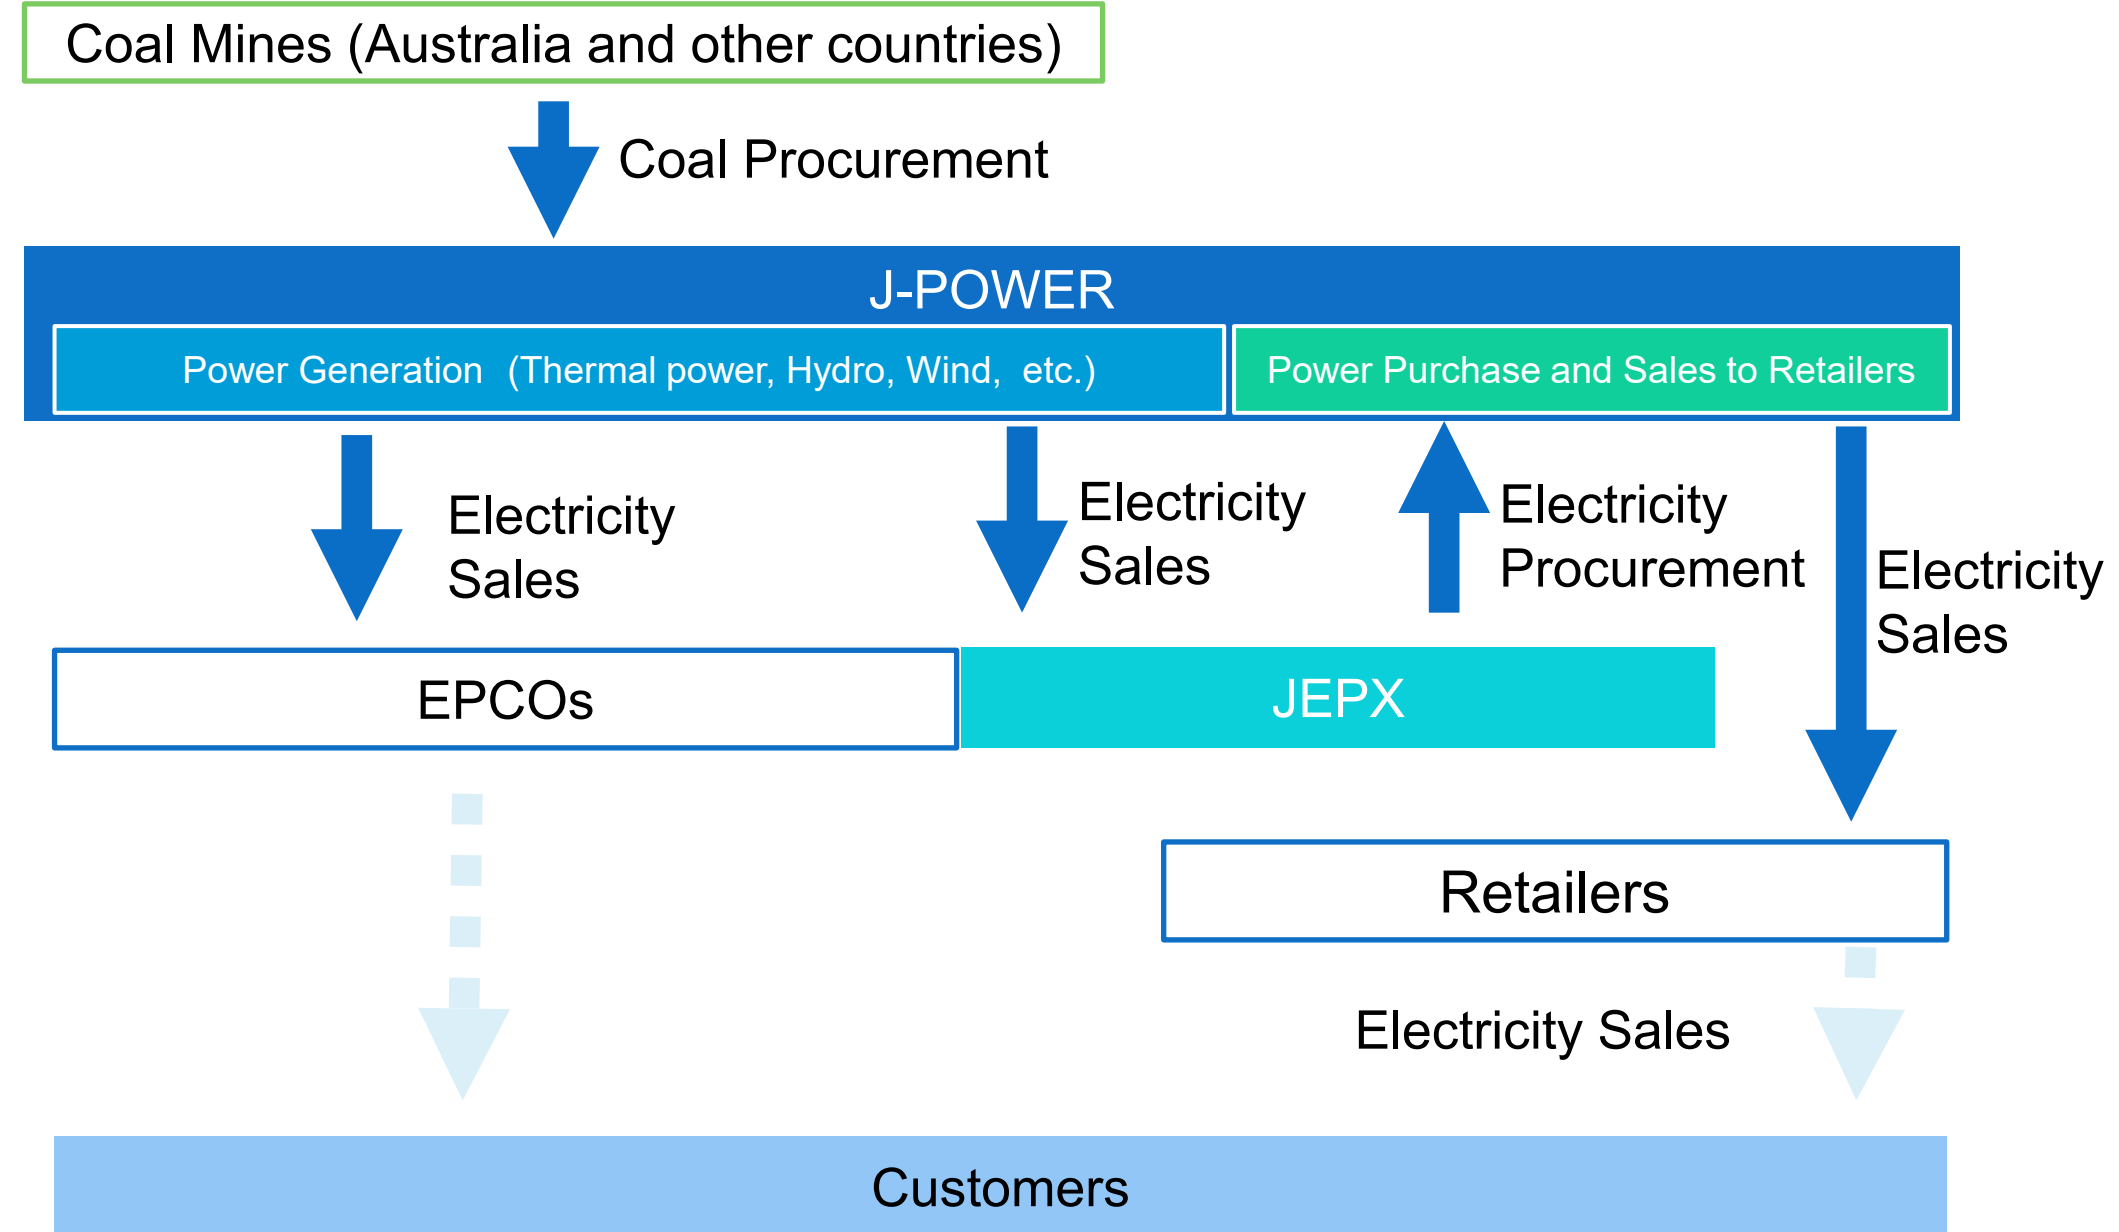 Coal Mines (Australia and other countries)
Coal Procurement
J-POWER
Power Generation (Thermal power, Hydro, Wind, etc.)
Power Purchase and Sales to Retailers
Electricity
Sales
Electricity
Sales
Electricity
Procurement
Electricity
Sales
EPCOs
JEPX
Retailers
Electricity Sales
Customers